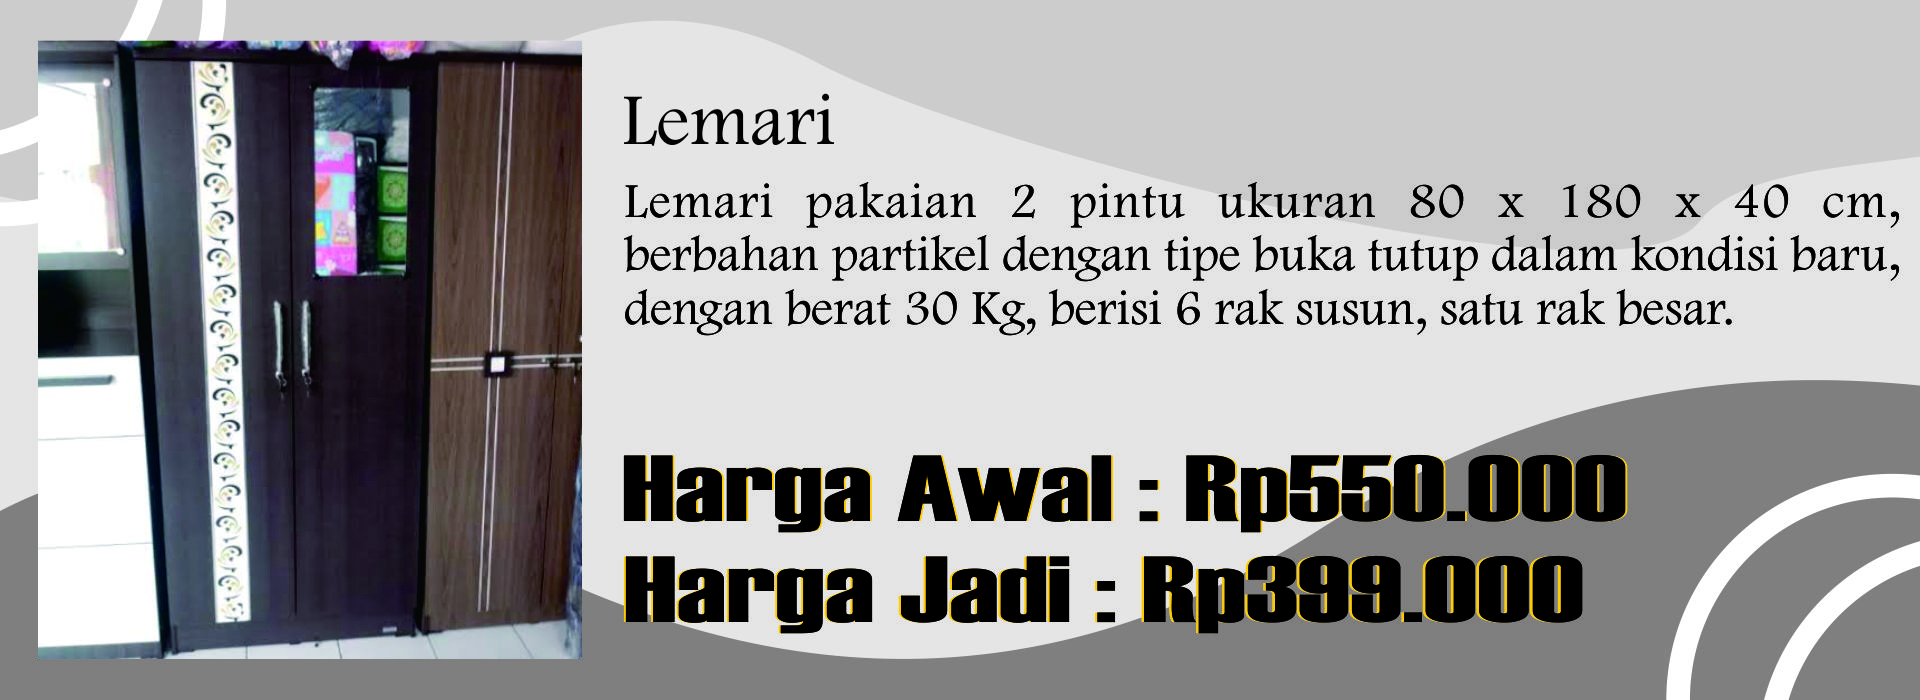 Lemari
Lemari pakaian 2 pintu ukuran 80 x 180 x 40 cm,
berbahan partikel dengan tipe buka tutup dalam kondisi baru,
dengan berat 30 Kg, berisi 6 rak susun, satu rak besar.
Harga Awal : Rp550.000
Harga Jadi : Rp399.000